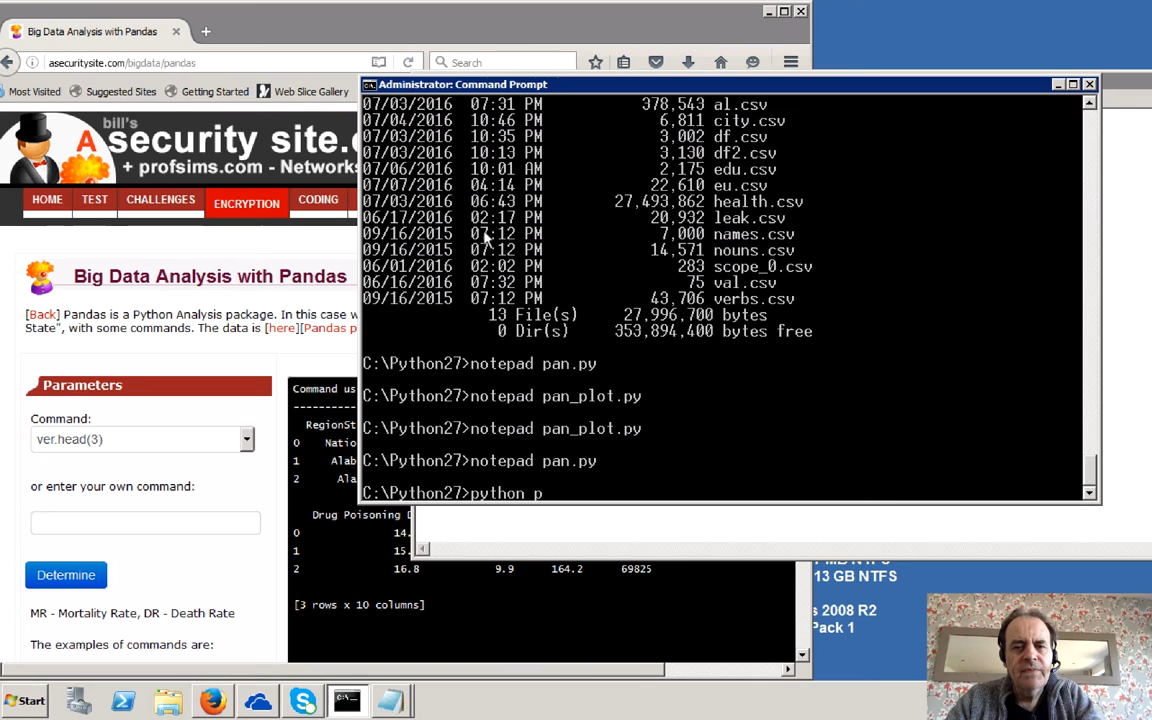 Big Data Analysis with Pandas
asecuritysite.com/bigdata/pandas
Search
Most Visited
Suggested Sites
Getting Started
Web Slice Gallery
bill's
Asecurity site.com
+ profsims.com - Networks
HOME
TEST
CHALLENGES
ENCRYPTION
CODING
Big Data Analysis with Pandas
[Back] Pandas is a Python Analysis package. In this case w
State", with some commands. The data is [here][Pandas p
Parameters
Command:
ver.head(3)
or enter your own command:
Determine
MR - Mortality Rate, DR - Death Rate
The examples of commands are:
Command us
RegionSt
0 Natio
1 Alab
2 Ala
Drug Poisoning D
0 14.
1 15.
2 16.8 9.9 164.2 69825
[3 rows x 10 columns]
Administrator: Command Prompt
07/03/2016 07:31 PM 378,543 al.csv
07/04/2016 10:46 PM 6,811 city.csv
07/03/2016 10:35 PM 3,002 df.csv
07/03/2016 10:13 PM 3,130 df2.csv
07/06/2016 10:01 AM 2,175 edu.csv
07/07/2016 04:14 PM 22,610 eu.csv
07/03/2016 06:43 PM 27,493,862 health.csv
06/17/2016 02:17 PM 20,932 leak.csv
09/16/2015 07:12 PM 7,000 names.csv
09/16/2015 07:12 PM 14,571 nouns.csv
06/01/2016 02:02 PM 283 scope_0.csv
06/16/2016 07:32 PM 75 val.csv
09/16/2015 07:12 PM 43,706 verbs.csv
13 File(s) 27,996,700 bytes
0 Dir(s) 353,894,400 bytes free
C:\Python27>notepad pan.py
C:\Python27>notepad pan_plot.py
C:\Python27>notepad pan_plot.py
C:\Python27>notepad pan.py
C:\Python27>python p
13 GB NTFS
s 2008 R2
Pack 1
Start